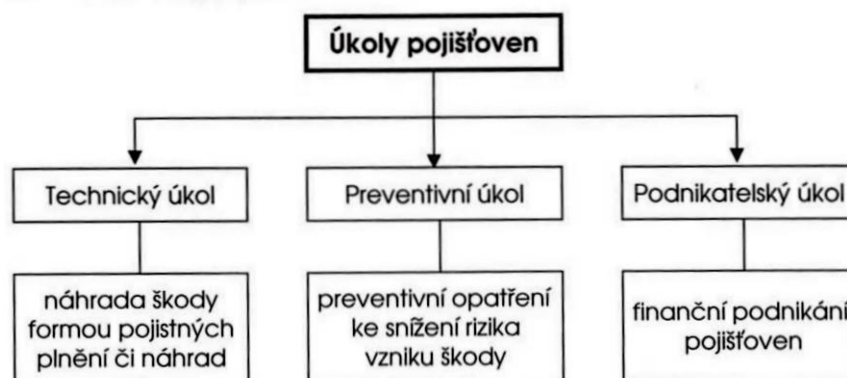 Úkoly pojišťoven
Technický úkol
Preventivní úkol
Podnikatelský úkol
náhrada škody
formou pojistných
plnění či náhrad
preventivní opatření
ke snížení rizika
vzniku škody
finanční podnikání
pojišťoven